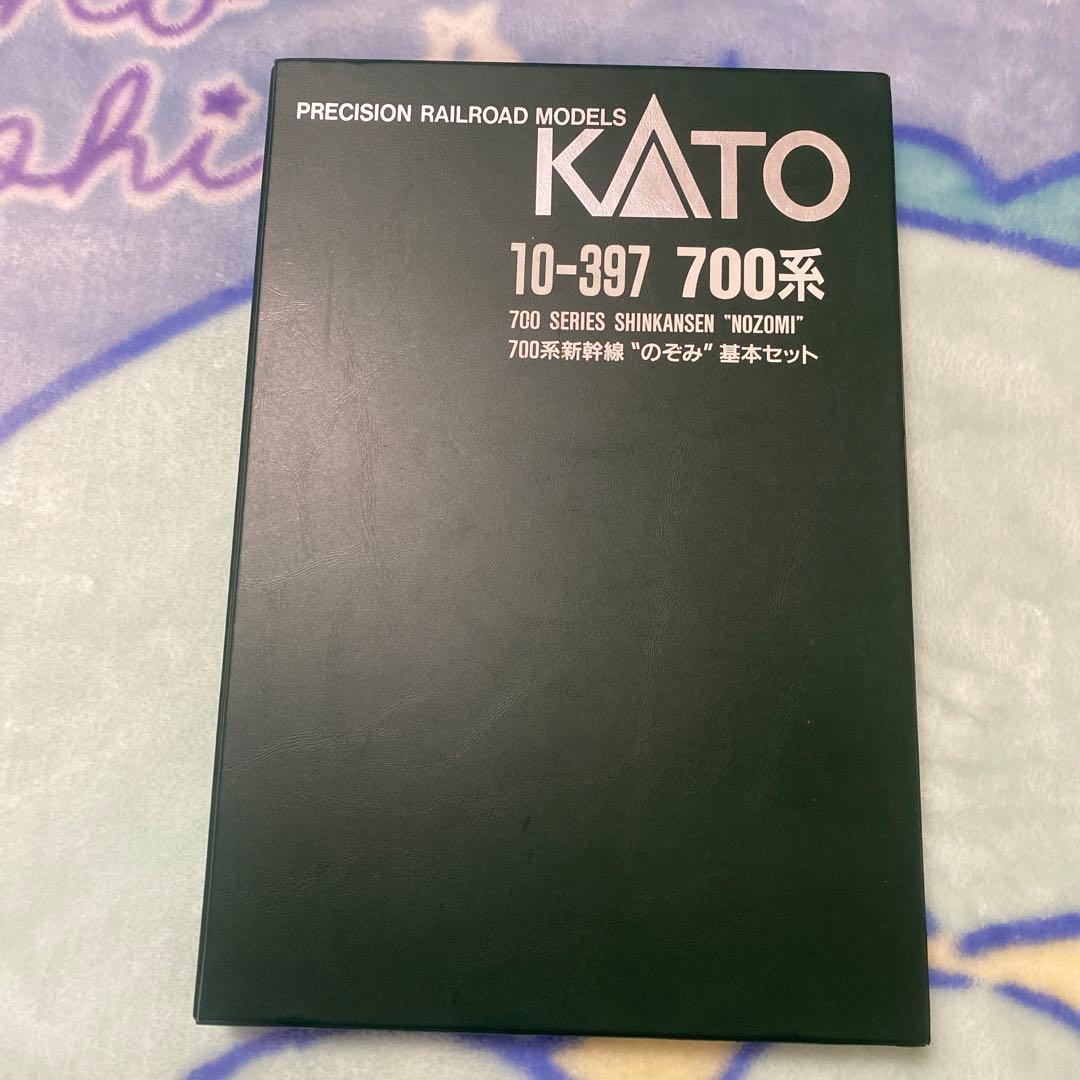 PRECISION RAILROAD MODELS
KATO
10-397 700系
700 SERIES SHINKANSEN "NOZOMI"
700系新幹線 "のぞみ" 基本セット